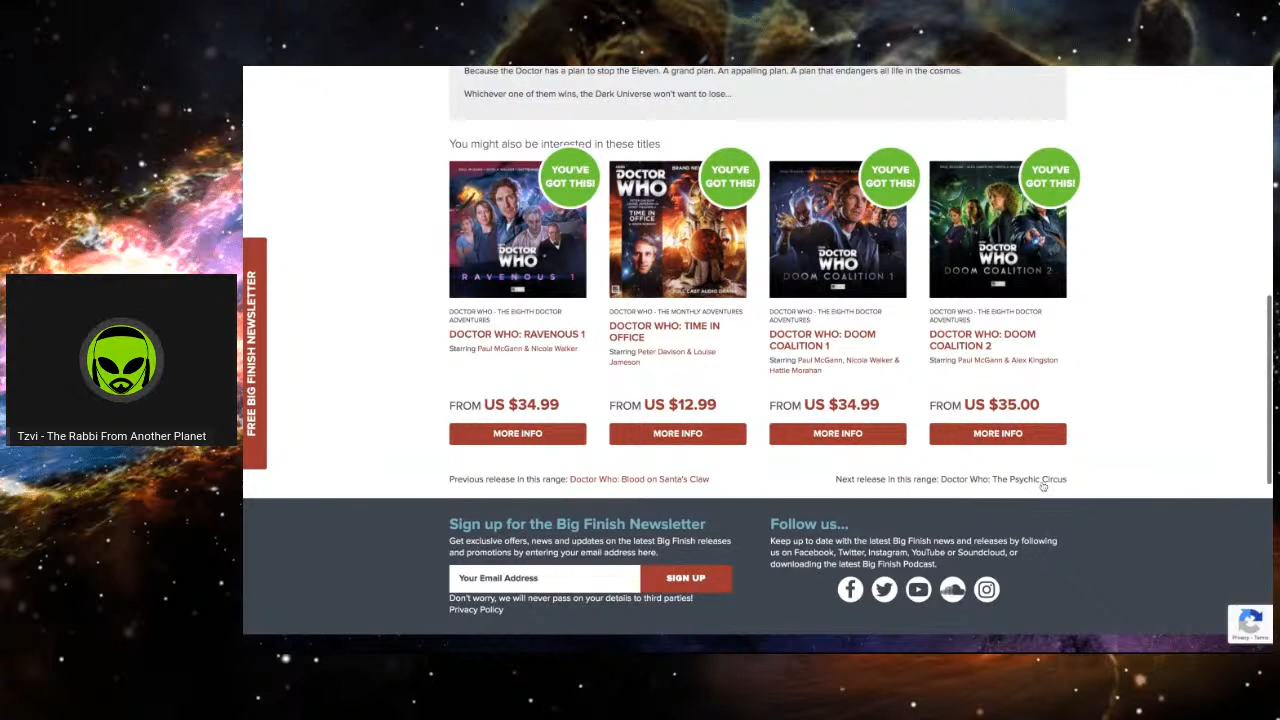 Because the Doctor has a plan to stop the Eleven. A grand plan. An appalling plan. A plan that endangers all life in the cosmos.
Whichever one of them wins, the Dark Universe won't want to lose...
You might also be interested in these titles
YOU'VE
GOT THIS!
DOCTOR
WHO
RAVENOUS 1
YOU'VE
GOT THIS!
DOCTOR
WHO
TIME IN
OFFICE
FULL CAST AUDIO DRAMA
YOU'VE
GOT THIS!
DOCTOR
WHO
DOOM COALITION 1
YOU'VE
GOT THIS!
DOCTOR
WHO
DOOM COALITION 2
DOCTOR WHO - THE EIGHTH DOCTOR
ADVENTURES
DOCTOR WHO: RAVENOUS 1
Starring Paul McGann & Nicola Walker
FROM US $34.99
MORE INFO
DOCTOR WHO - THE MONTHLY ADVENTURES
DOCTOR WHO: TIME IN
OFFICE
Starring Peter Davison & Louise
Jameson
FROM US $12.99
MORE INFO
DOCTOR WHO - THE EIGHTH DOCTOR
ADVENTURES
DOCTOR WHO: DOOM
COALITION 1
Starring Paul McGann, Nicola Walker &
Hattie Morahan
FROM US $34.99
MORE INFO
DOCTOR WHO - THE EIGHTH DOCTOR
ADVENTURES
DOCTOR WHO: DOOM
COALITION 2
Starring Paul McGann & Alex Kingston
FROM US $35.00
MORE INFO
FREE BIG FINISH NEWSLETTER
Tzvi - The Rabbi From Another Planet
Previous release in this range: Doctor Who: Blood on Santa's Claw
Next release in this range: Doctor Who: The Psychic Circus
Sign up for the Big Finish Newsletter
Get exclusive offers, news and updates on the latest Big Finish releases
and promotions by entering your email address here.
Your Email Address
SIGN UP
Don't worry, we will never pass on your details to third parties!
Privacy Policy
Follow us...
Keep up to date with the latest Big Finish news and releases by following
us on Facebook, Twitter, Instagram, YouTube or Soundcloud, or
downloading the latest Big Finish Podcast.
Privacy - Terms